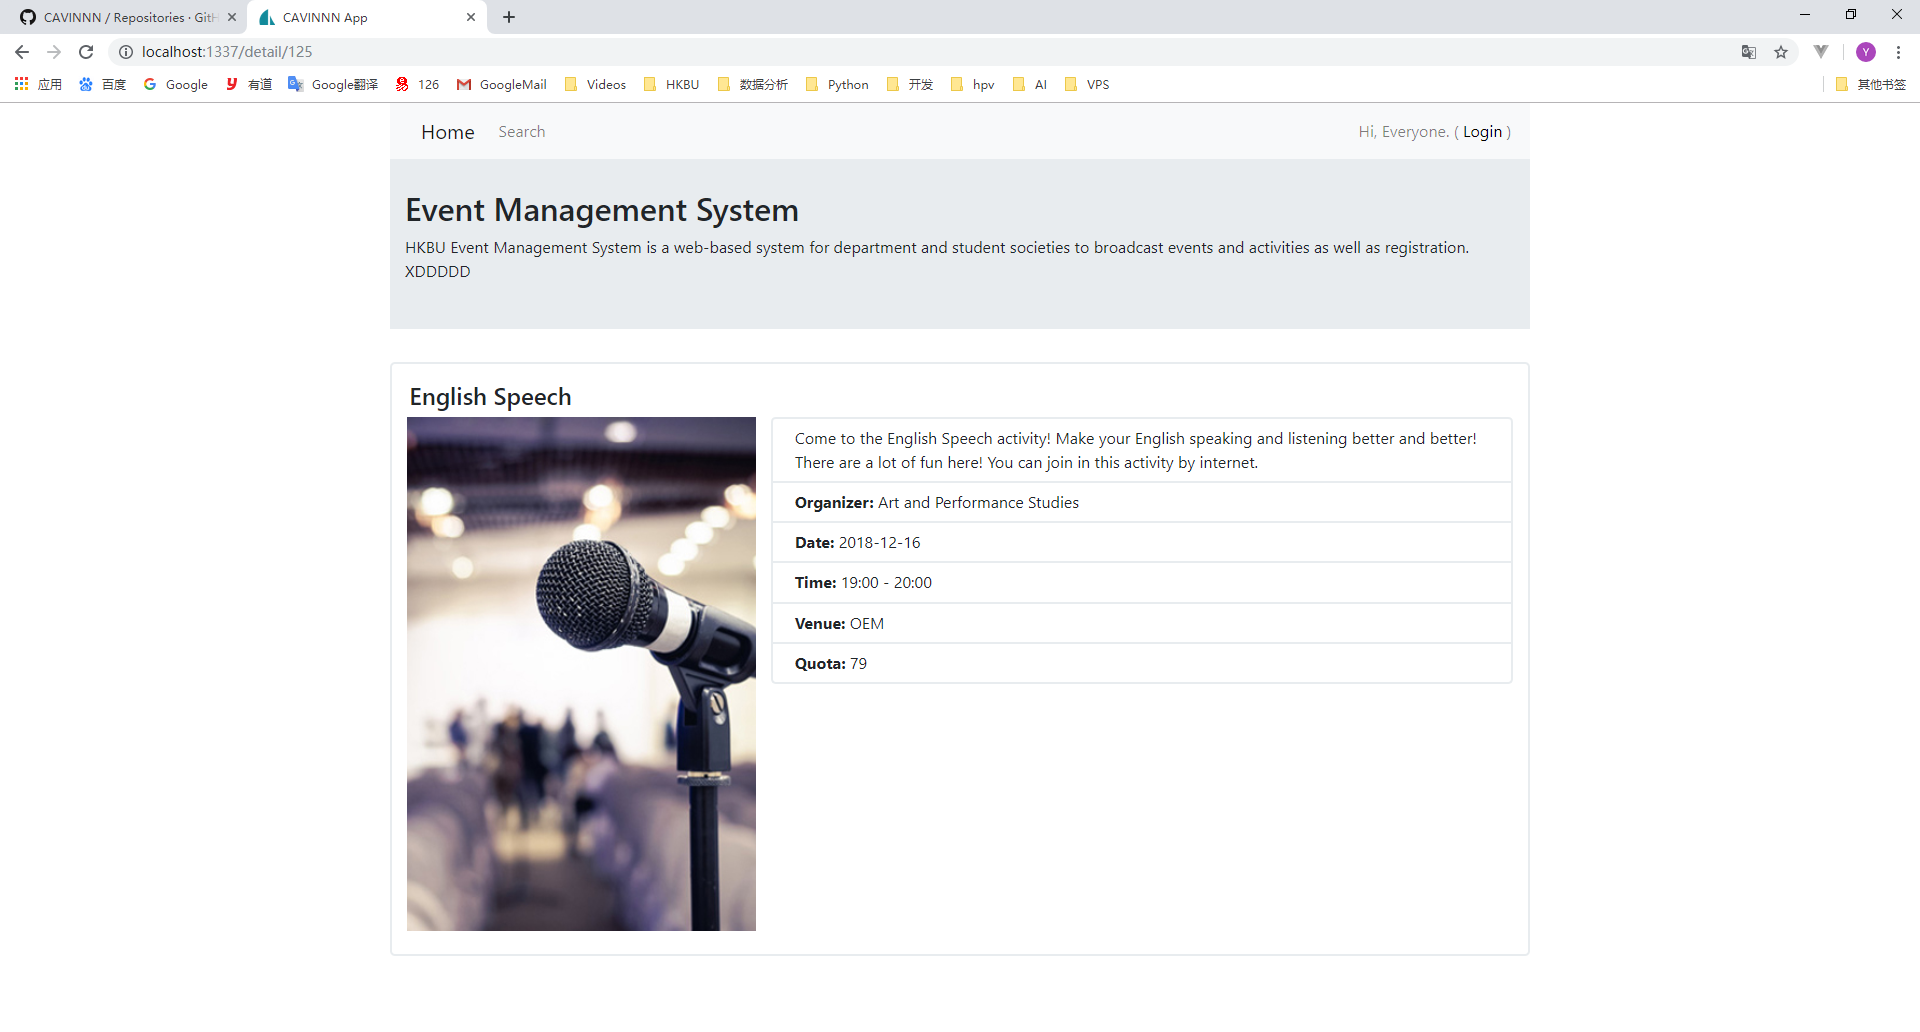 CAVINNN / Repositories · GitH
CAVINNN App
localhost:1337/detail/125
Y
应用
百度
Google
有道
Google翻译
126
GoogleMail
Videos
HKBU
数据分析
Python
开发
hpv
AI
VPS
其他书签
Home
Search
Hi, Everyone. ( Login )
Event Management System
HKBU Event Management System is a web-based system for department and student societies to broadcast events and activities as well as registration.
XDDDDD
English Speech
Come to the English Speech activity! Make your English speaking and listening better and better!
There are a lot of fun here! You can join in this activity by internet.
Organizer: Art and Performance Studies
Date: 2018-12-16
Time: 19:00 - 20:00
Venue: OEM
Quota: 79